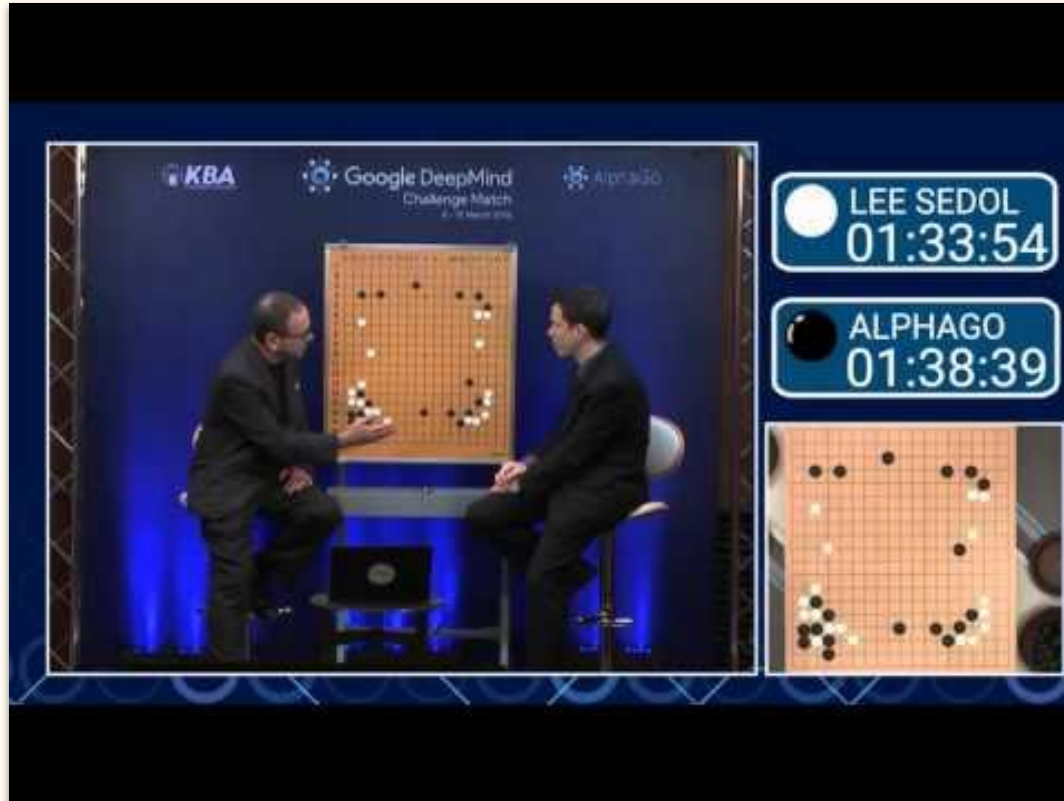 KBA
Google DeepMind
Challenge Match
AlphaGo
LEE SEDOL
01:33:54
ALPHAGO
01:38:39